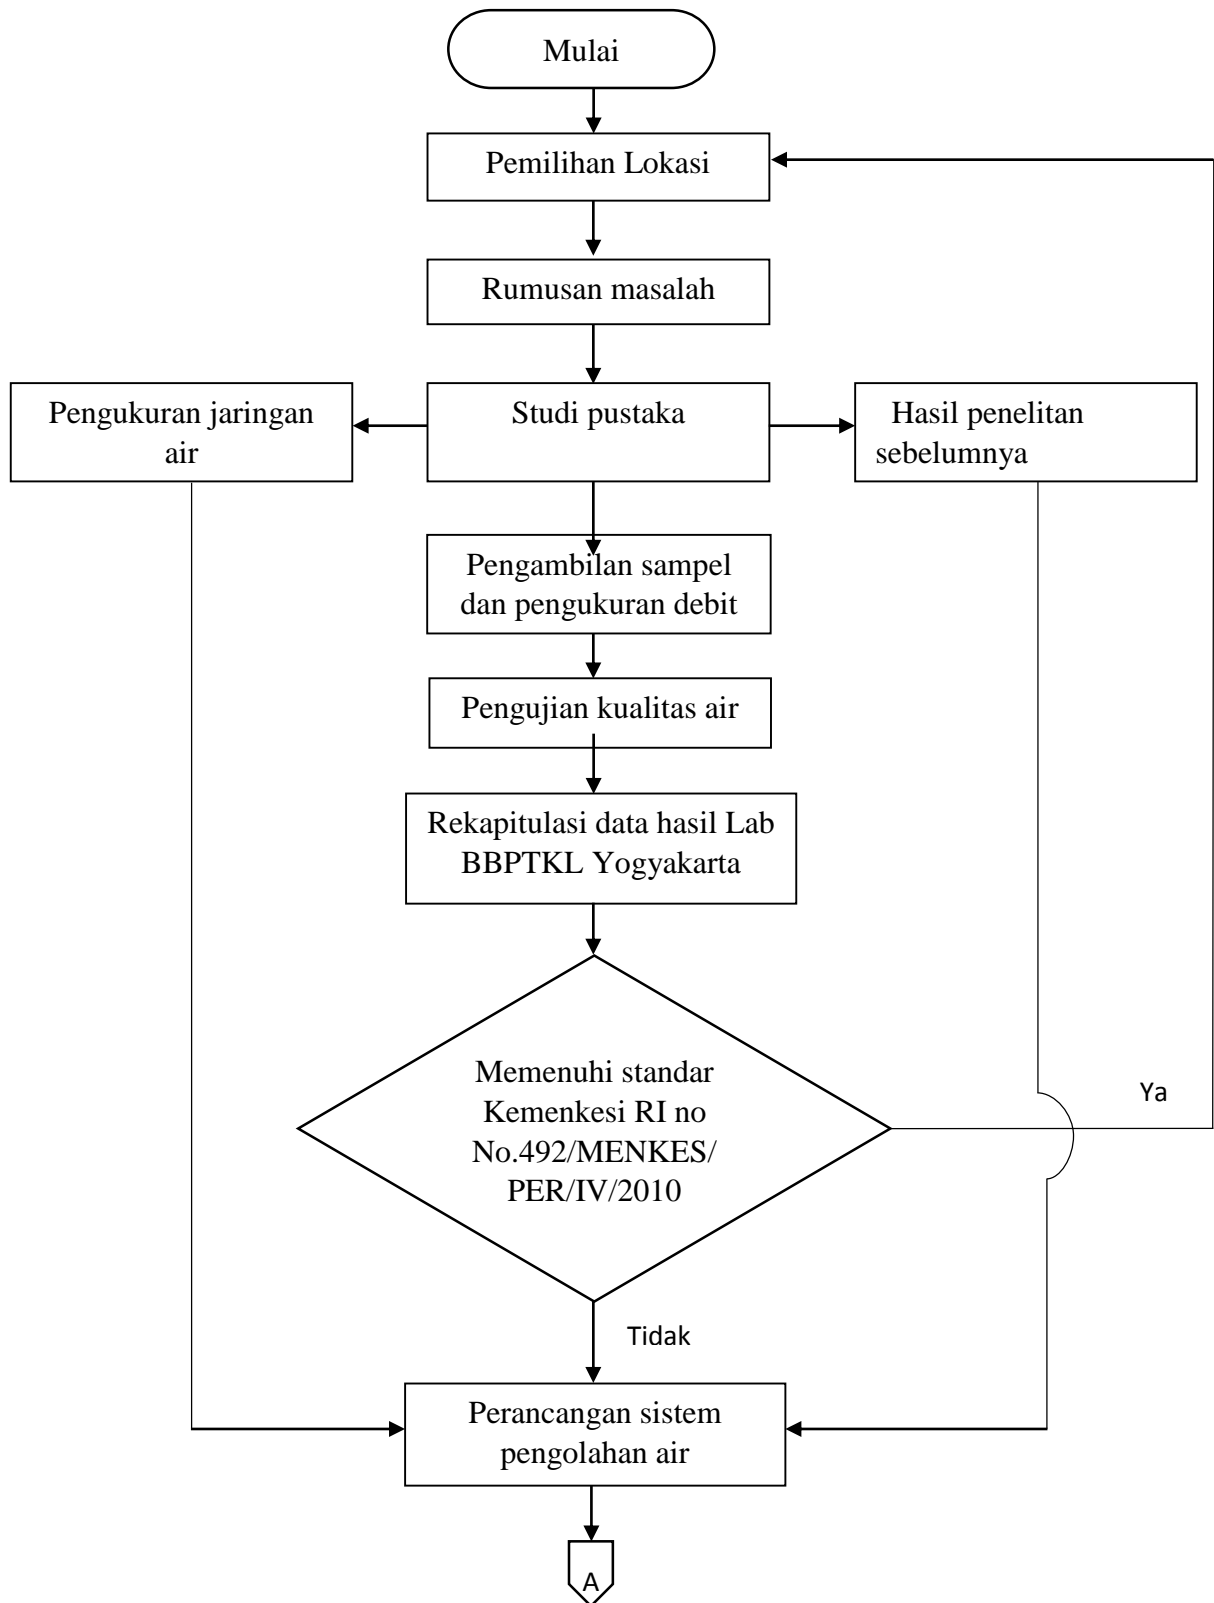 Mulai
Pemilihan Lokasi
Rumusan masalah
Pengukuran jaringan
air
Studi pustaka
Hasil penelitan
sebelumnya
Pengambilan sampel
dan pengukuran debit
Pengujian kualitas air
Rekapitulasi data hasil Lab
BBPTKL Yogyakarta
Memenuhi standar
Kemenkesi RI no
No.492/MENKES/
PER/IV/2010
Ya
Tidak
Perancangan sistem
pengolahan air
A